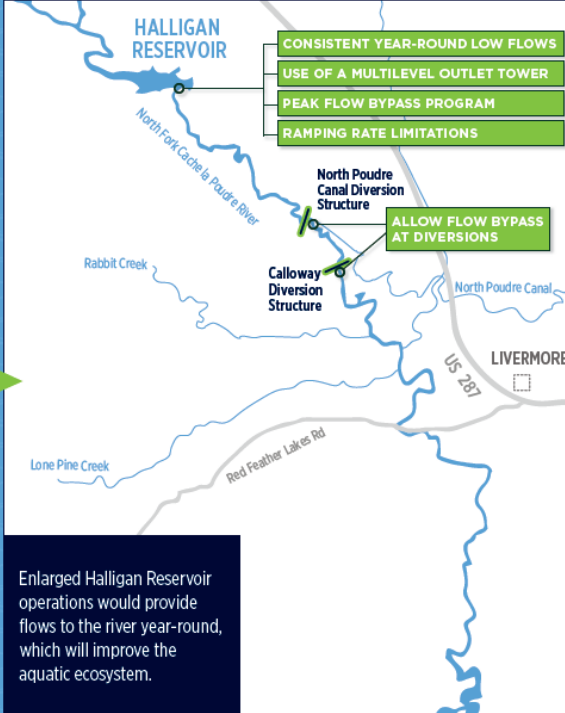 HALLIGAN
RESERVOIR
CONSISTENT YEAR-ROUND LOW FLOWS
USE OF A MULTILEVEL OUTLET TOWER
PEAK FLOW BYPASS PROGRAM
RAMPING RATE LIMITATIONS
North Fork Cache la Poudre River
North Poudre
Canal Diversion
Structure
ALLOW FLOW BYPASS
AT DIVERSIONS
Rabbit Creek
Calloway
Diversion
Structure
North Poudre Canal
US 287
LIVERMORE
Lone Pine Creek
Red Feather Lakes Rd
Enlarged Halligan Reservoir
operations would provide
flows to the river year-round,
which will improve the
aquatic ecosystem.